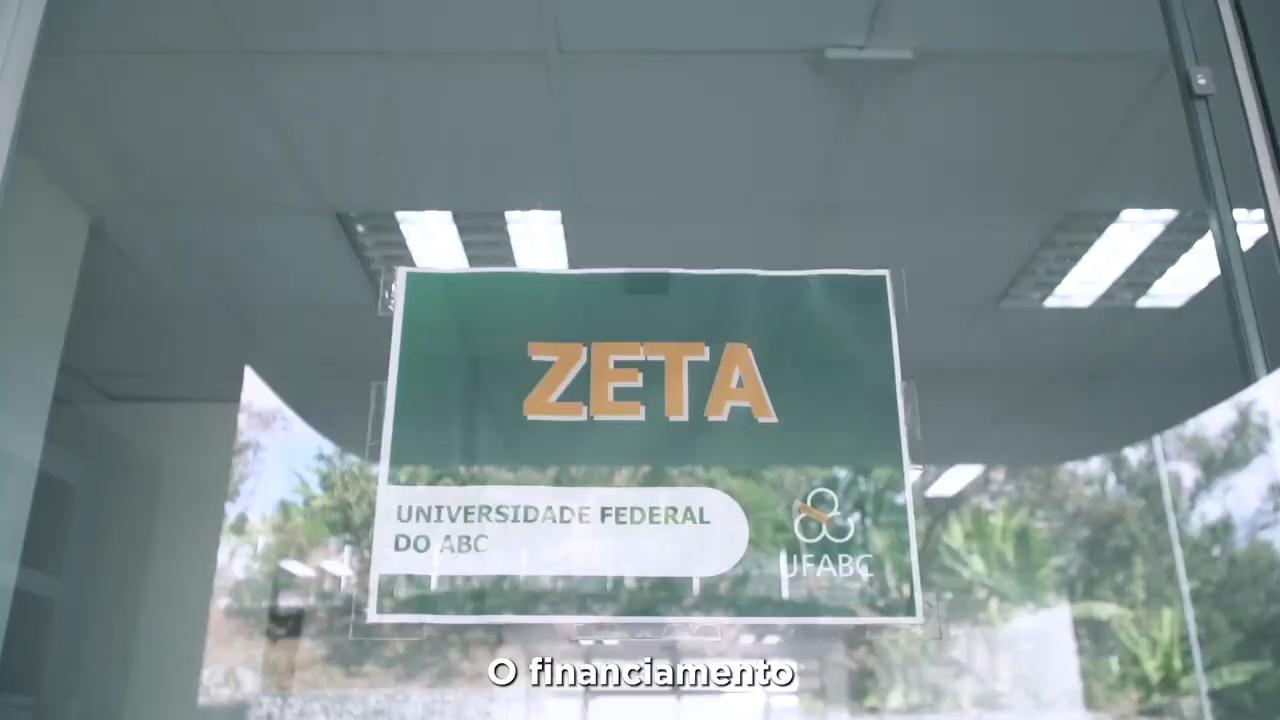 ZETA
UNIVERSIDADE FEDERAL
DO ABC
UFABC
O financiamento